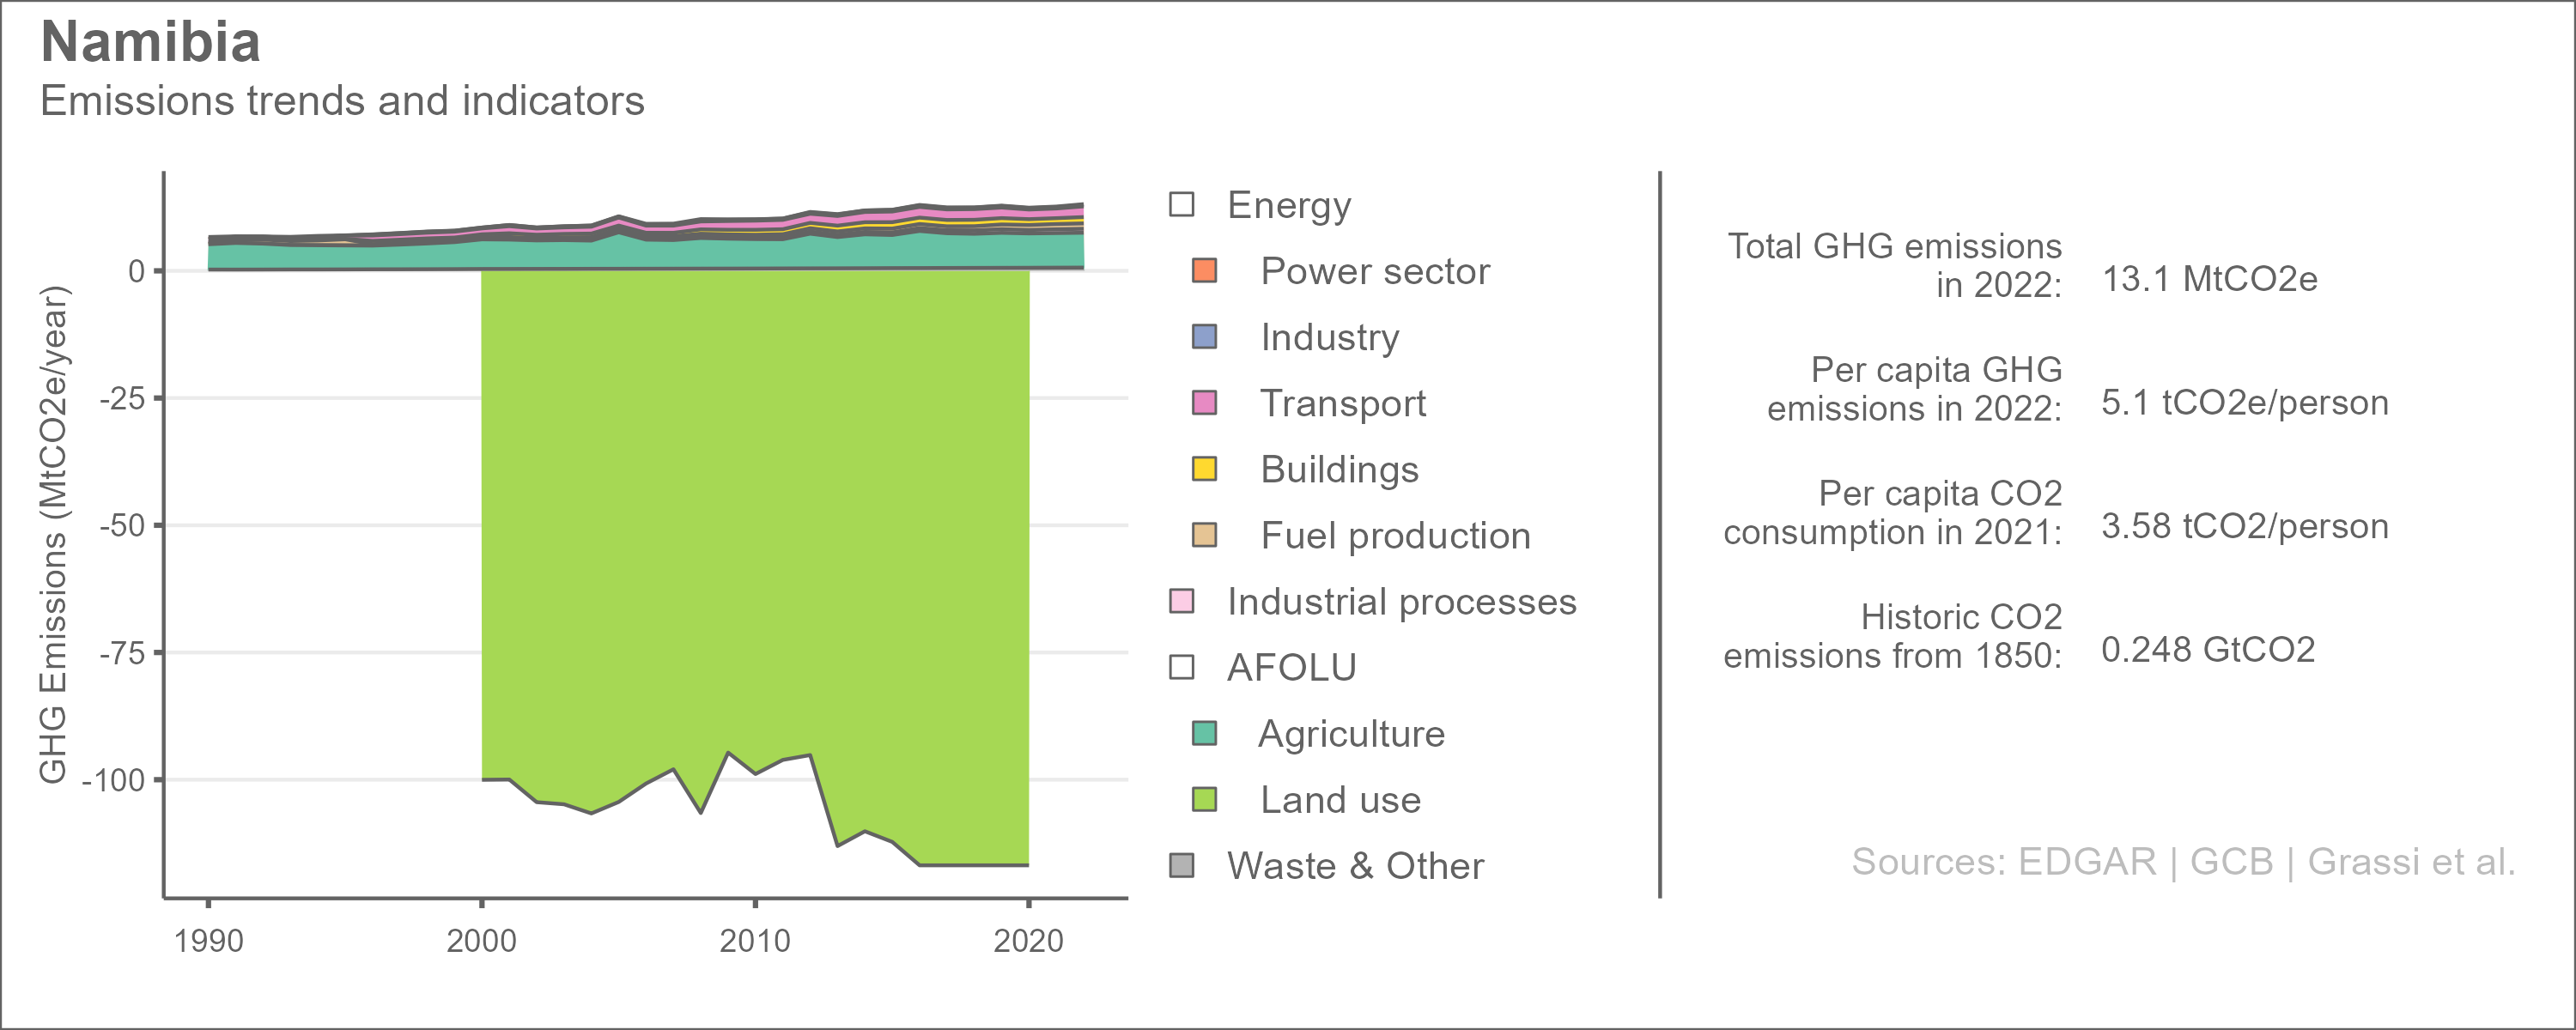 Namibia
Emissions trends and indicators
GHG Emissions (MtCO2e/year)
0
-25
-50
-75
-100
1990
2000
2010
2020
Energy
Power sector
Industry
Transport
Buildings
Fuel production
Industrial processes
AFOLU
Agriculture
Land use
Waste & Other
Total GHG emissions
in 2022:
13.1 MtCO2e
Per capita GHG
emissions in 2022:
5.1 tCO2e/person
Per capita CO2
consumption in 2021:
3.58 tCO2/person
Historic CO2
emissions from 1850:
0.248 GtCO2
Sources: EDGAR | GCB | Grassi et al.